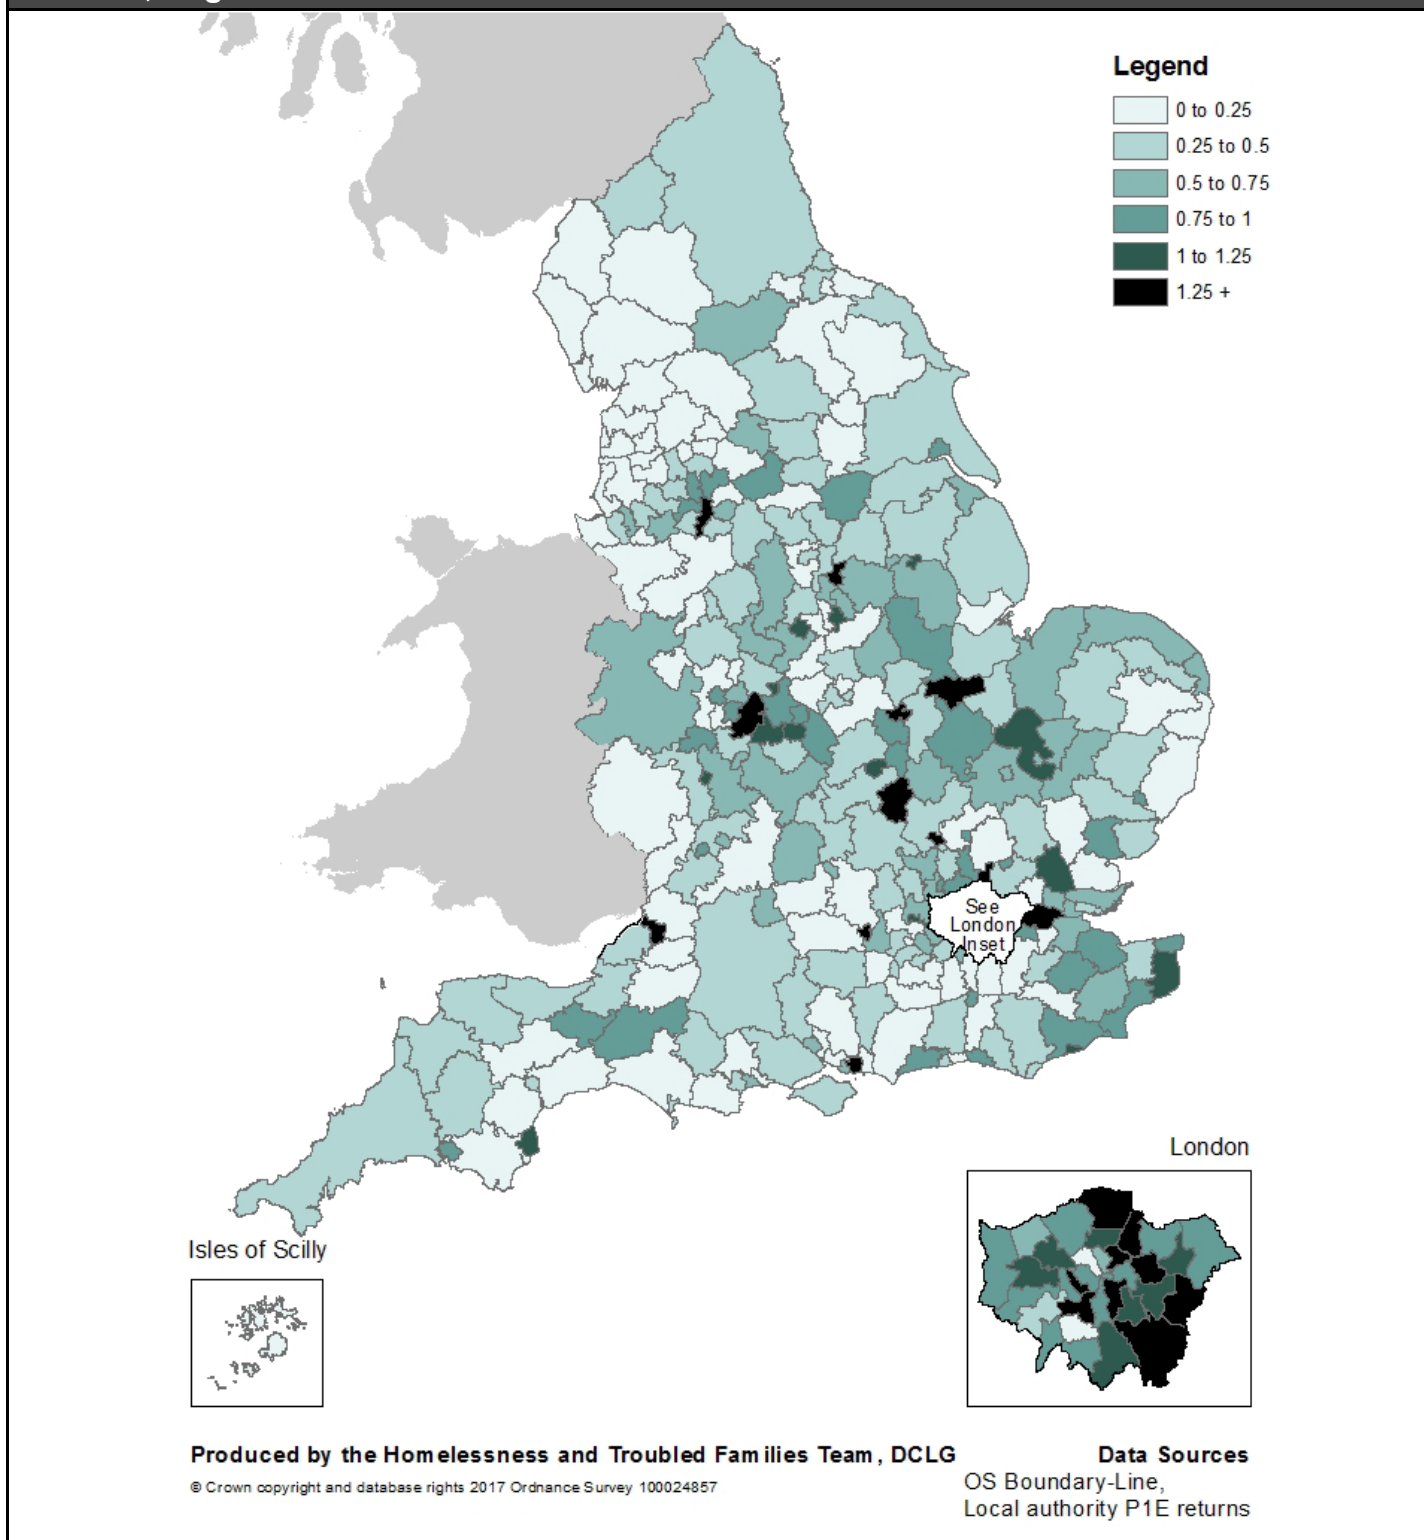 Legend
0 to 0.25
0.25 to 0.5
0.5 to 0.75
0.75 to 1
1 to 1.25
1.25 +
See
London
Inset
London
Isles of Scilly
Produced by the Homelessness and Troubled Families Team, DCLG
© Crown copyright and database rights 2017 Ordnance Survey 100024857
Data Sources
OS Boundary-Line,
Local authority P1E returns